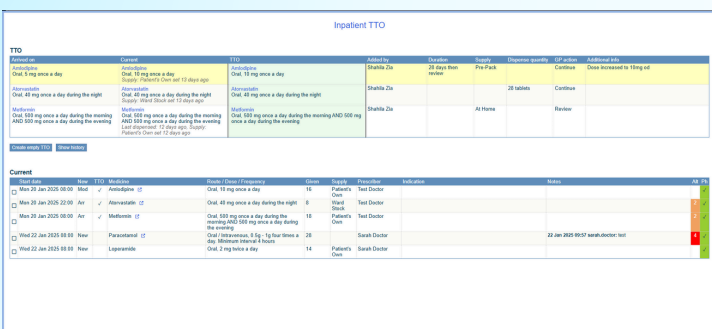 Inpatient TTO
TTO
Arrived on Current TTO Added by Duration Supply Dispense quantity GP action Additional info
Amlodipine Amlodipine Amlodipine Shahila Zia 28 days then Pre-Pack Continue Dose increased to 10mg od
Oral, 5 mg once a day Oral, 10 mg once a day Oral, 10 mg once a day review
Supply: Patient's Own set 13 days ago
Atorvastatin Atorvastatin Atorvastatin Shahila Zia 28 tablets Continue
Oral, 40 mg once a day during the night Oral, 40 mg once a day during the night Oral, 40 mg once a day during the night
Supply: Ward Stock set 13 days ago
Metformin Metformin Metformin Shahila Zia At Home Review
Oral, 500 mg once a day during the morning Oral, 500 mg once a day during the Oral, 500 mg once a day during the morning AND 500 mg
AND 500 mg once a day during the evening morning AND 500 mg once a day during once a day during the evening
the evening
Last dispensed: 12 days ago. Supply:
Patient's Own set 12 days ago
Create empty TTO Show history
Current
Start date New TTO Medicine Route / Dose / Frequency Given Supply Prescriber Indication Notes Alt Ph
Mon 20 Jan 2025 08:00 Mod ✓ Amlodipine Oral, 10 mg once a day 16 Patient's Test Doctor ✓
Own
Mon 20 Jan 2025 22:00 Arr ✓ Atorvastatin Oral, 40 mg once a day during the night 8 Ward Test Doctor 2 ✓
Stock
Mon 20 Jan 2025 08:00 Arr ✓ Metformin Oral, 500 mg once a day during the 18 Patient's Test Doctor 2 ✓
morning AND 500 mg once a day during Own
the evening
Wed 22 Jan 2025 08:00 New Paracetamol Oral / Intravenous, 0.5g - 1g four times a 28 Sarah Doctor 22 Jan 2025 09:57 sarah.doctor: test 4 ✓
day. Minimum interval 4 hours
Wed 22 Jan 2025 08:00 New Loperamide Oral, 2 mg twice a day 14 Patient's Sarah Doctor ✓
Own